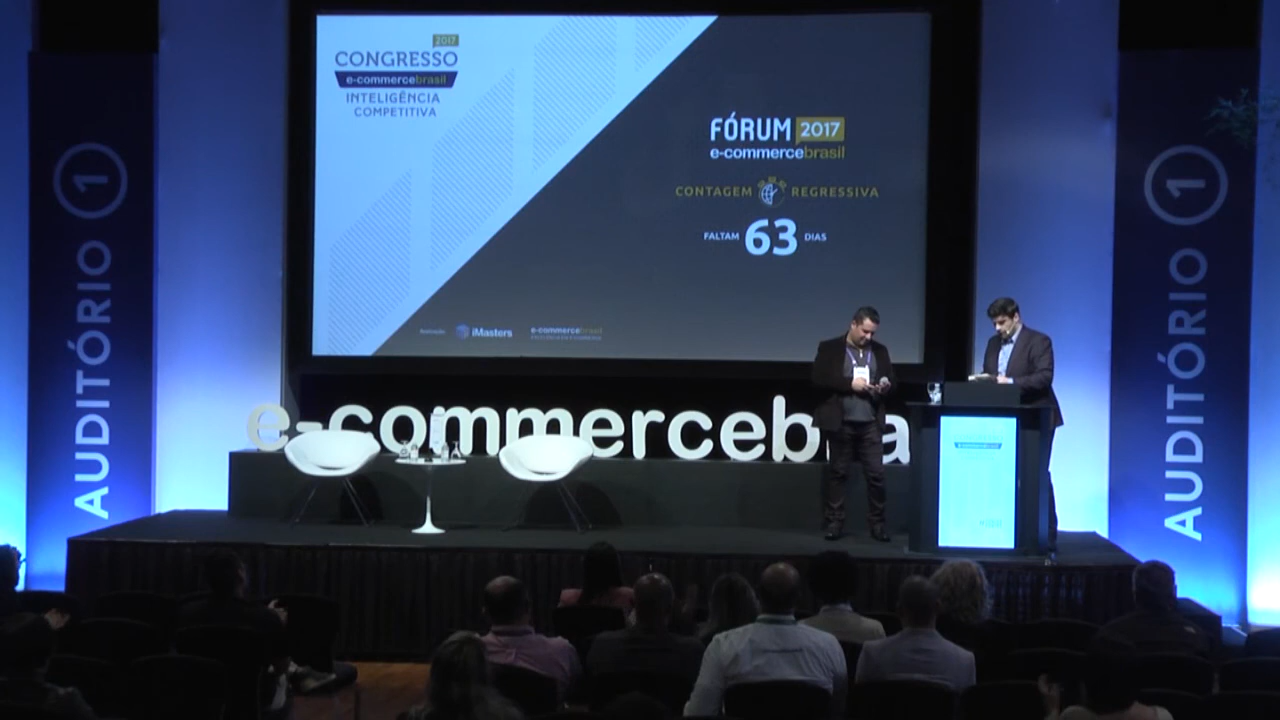 2017
CONGRESSO
e-commercebrasil
INTELIGÊNCIA
COMPETITIVA
FÓRUM 2017
e-commercebrasil
CONTAGEM REGRESSIVA
FALTAM 63 DIAS
iMasters
e-commercebrasil
AUDITÓRIO 1
AUDITÓRIO 1
e-commercebra
e-commercebrasil